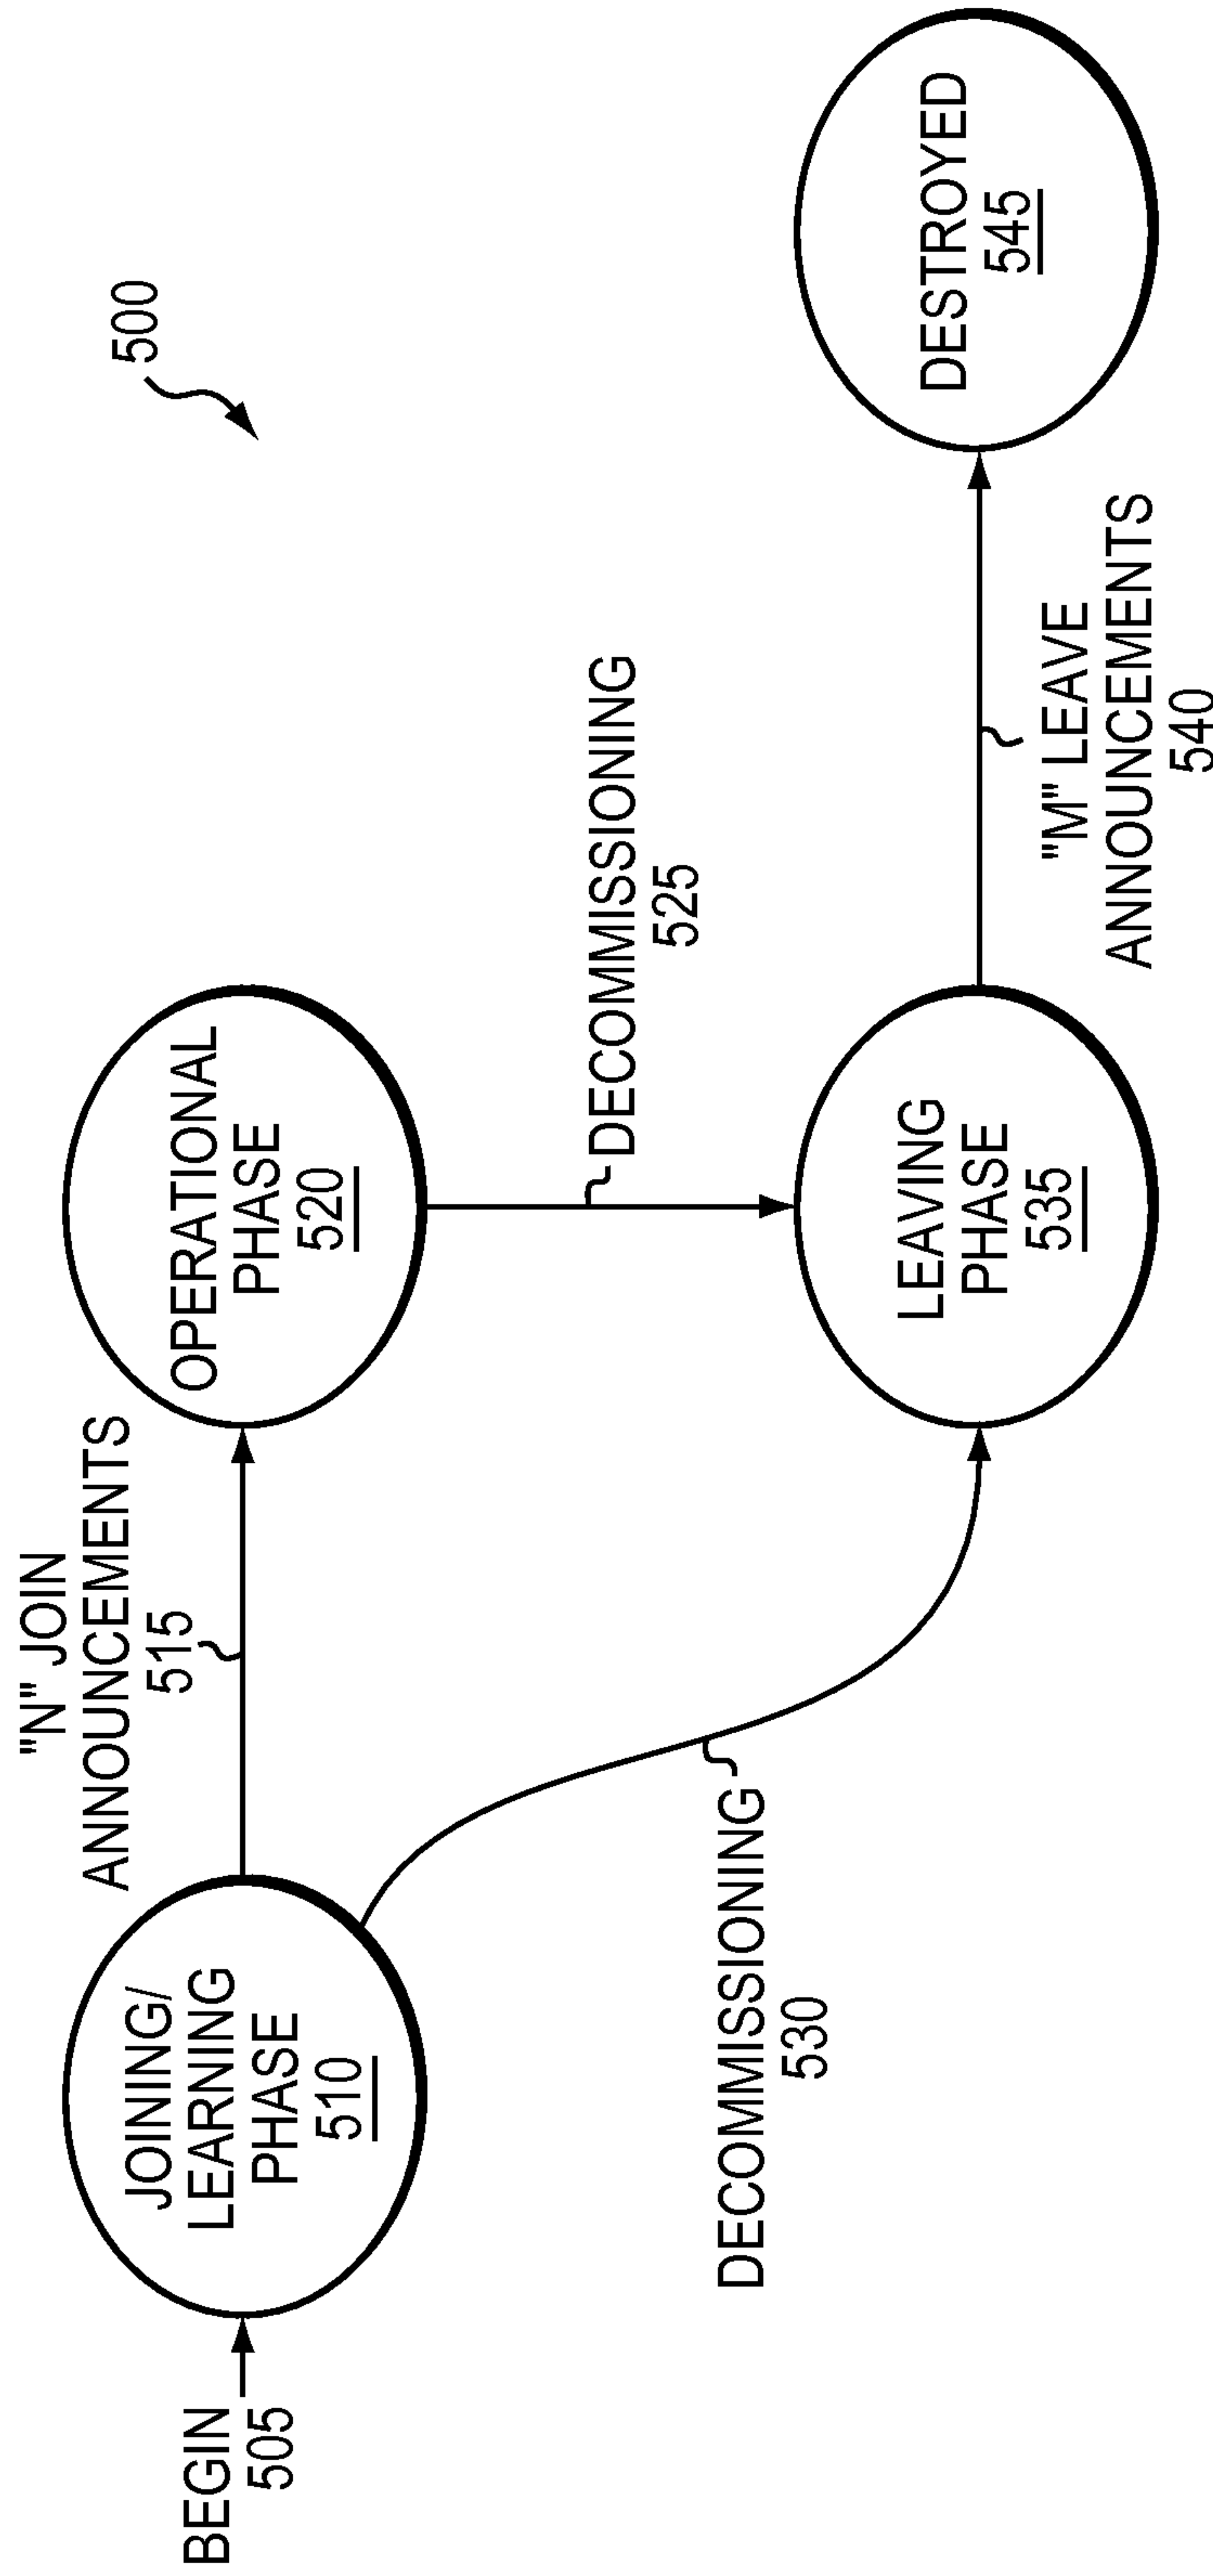 500
BEGIN
505
JOINING/
LEARNING
PHASE
510
"N" JOIN
ANNOUNCEMENTS
515
OPERATIONAL
PHASE
520
DECOMMISSIONING
525
DECOMMISSIONING
530
LEAVING
PHASE
535
"M" LEAVE
ANNOUNCEMENTS
540
DESTROYED
545